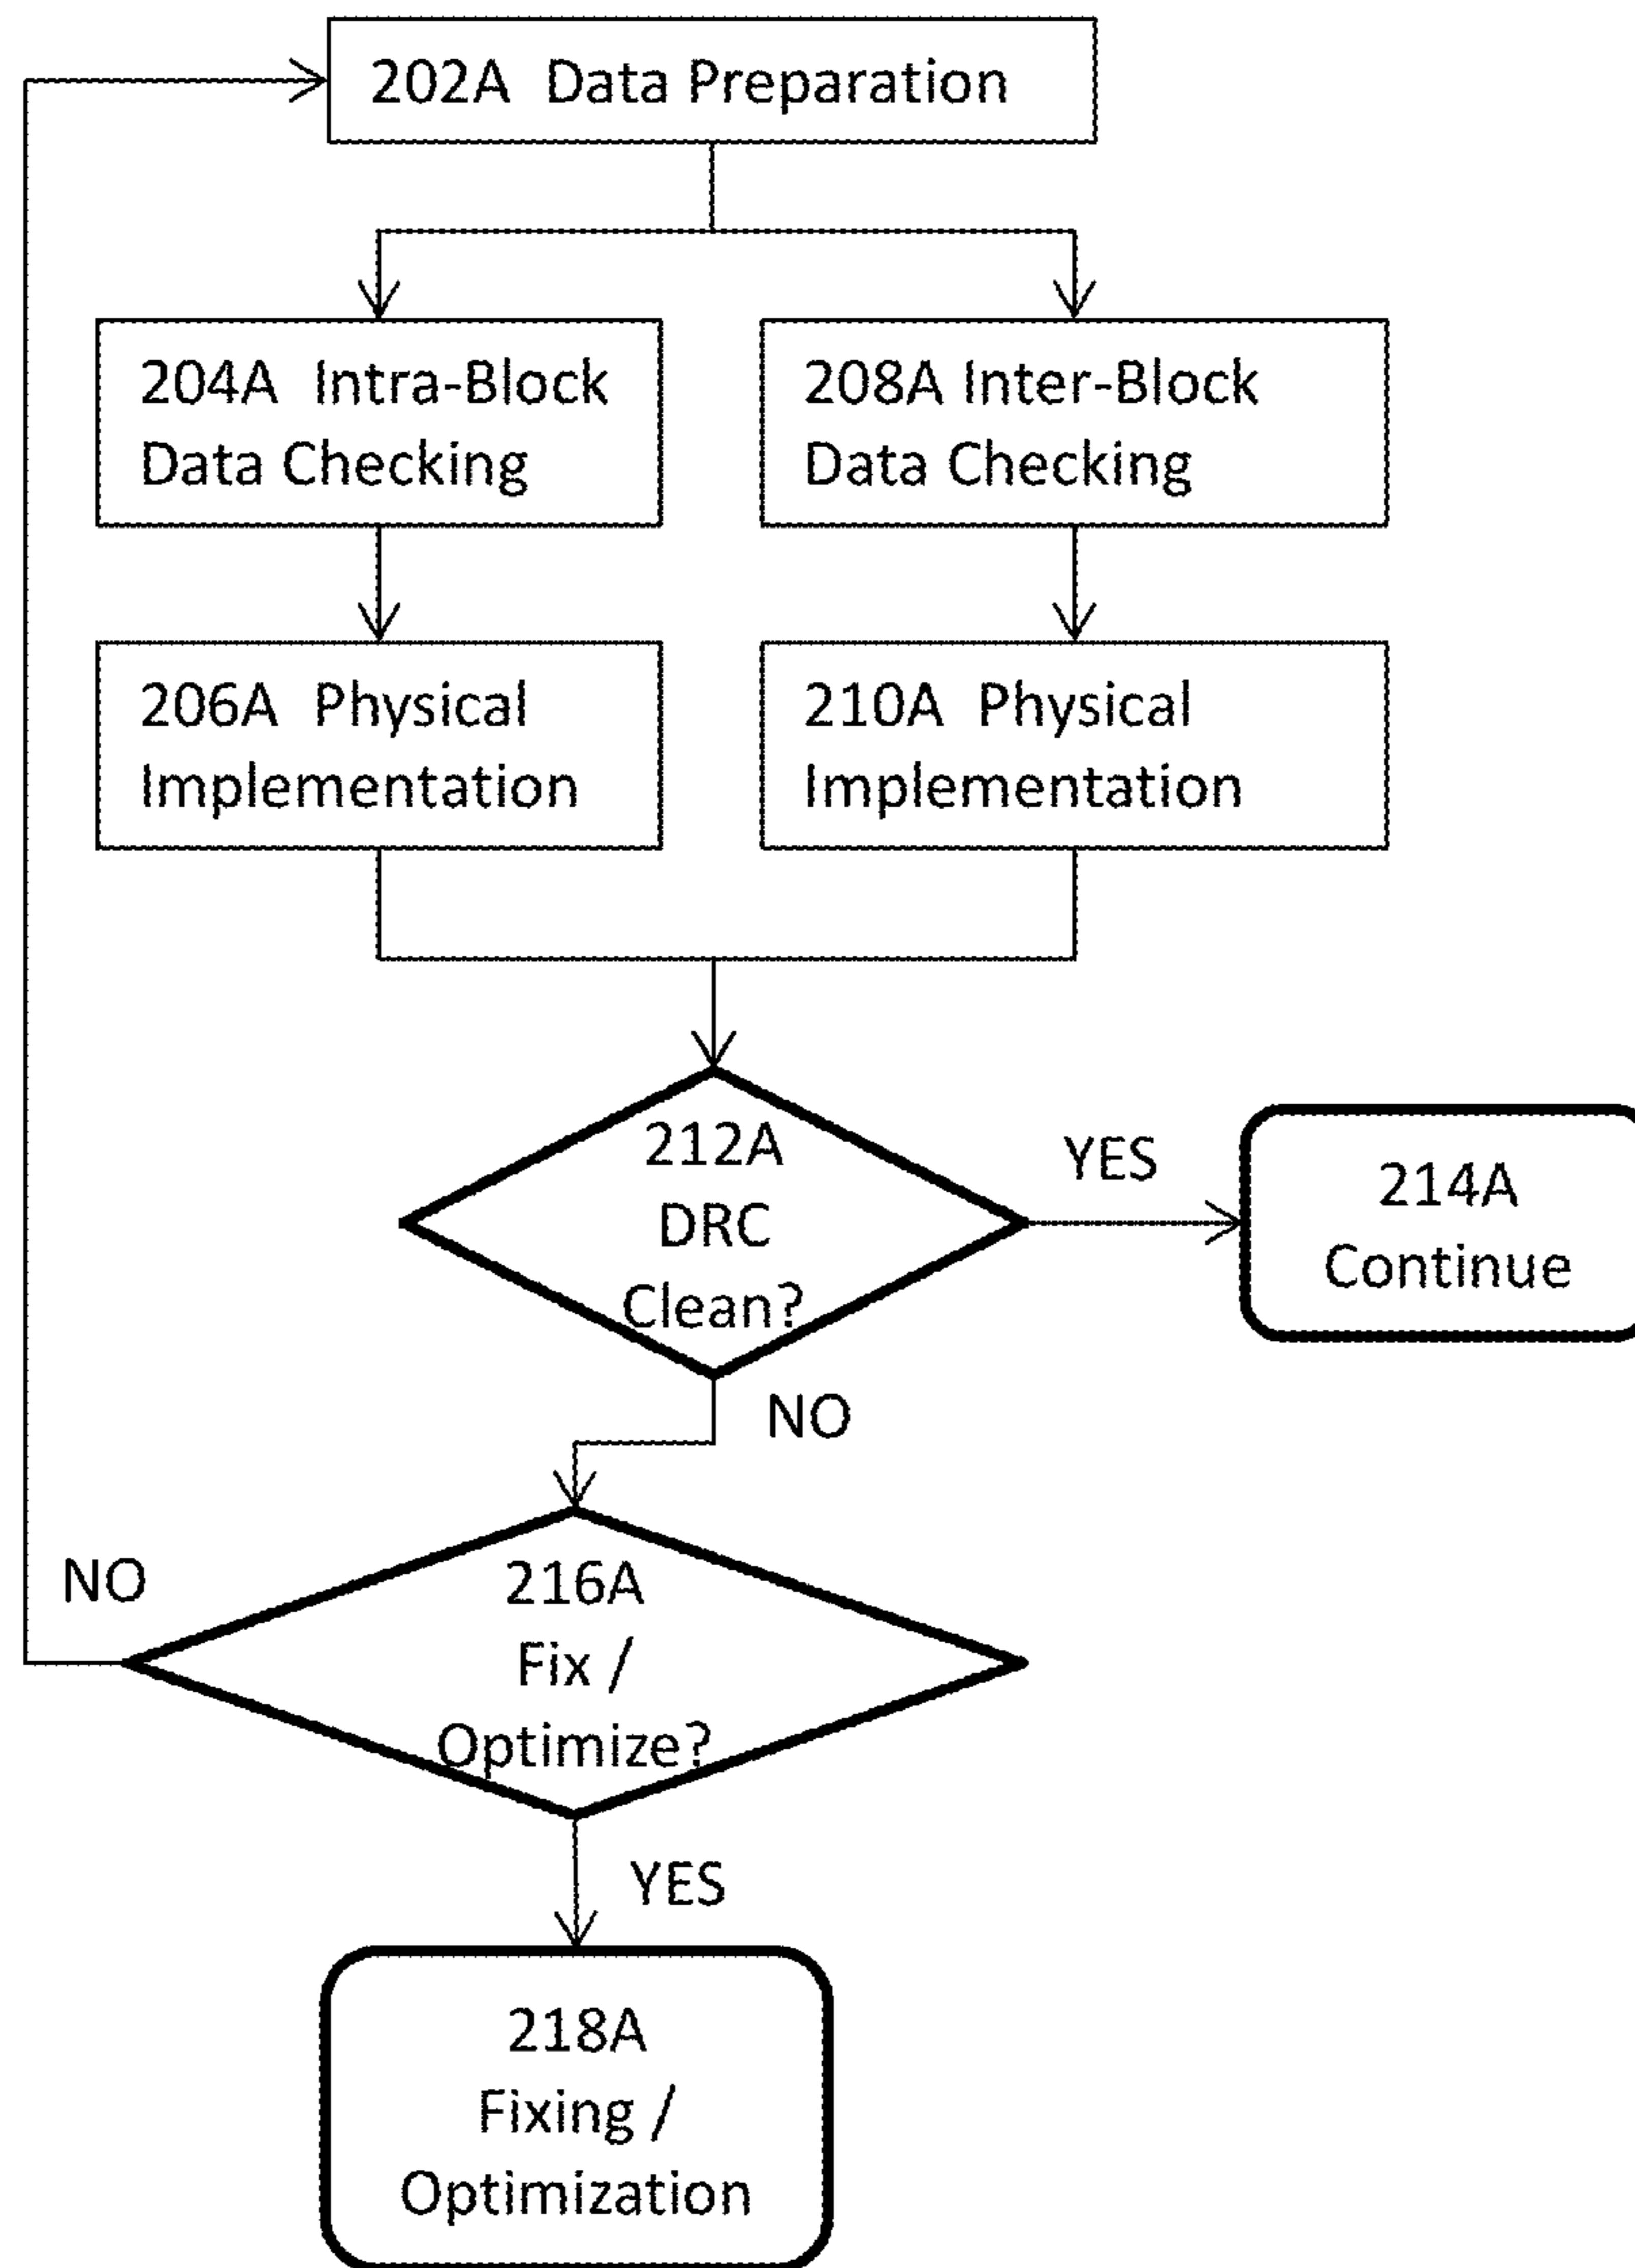 202A Data Preparation
204A Intra-Block
Data Checking
208A Inter-Block
Data Checking
206A Physical
Implementation
210A Physical
Implementation
212A
DRC
Clean?
YES
214A
Continue
NO
216A
Fix /
Optimize?
NO
YES
218A
Fixing /
Optimization